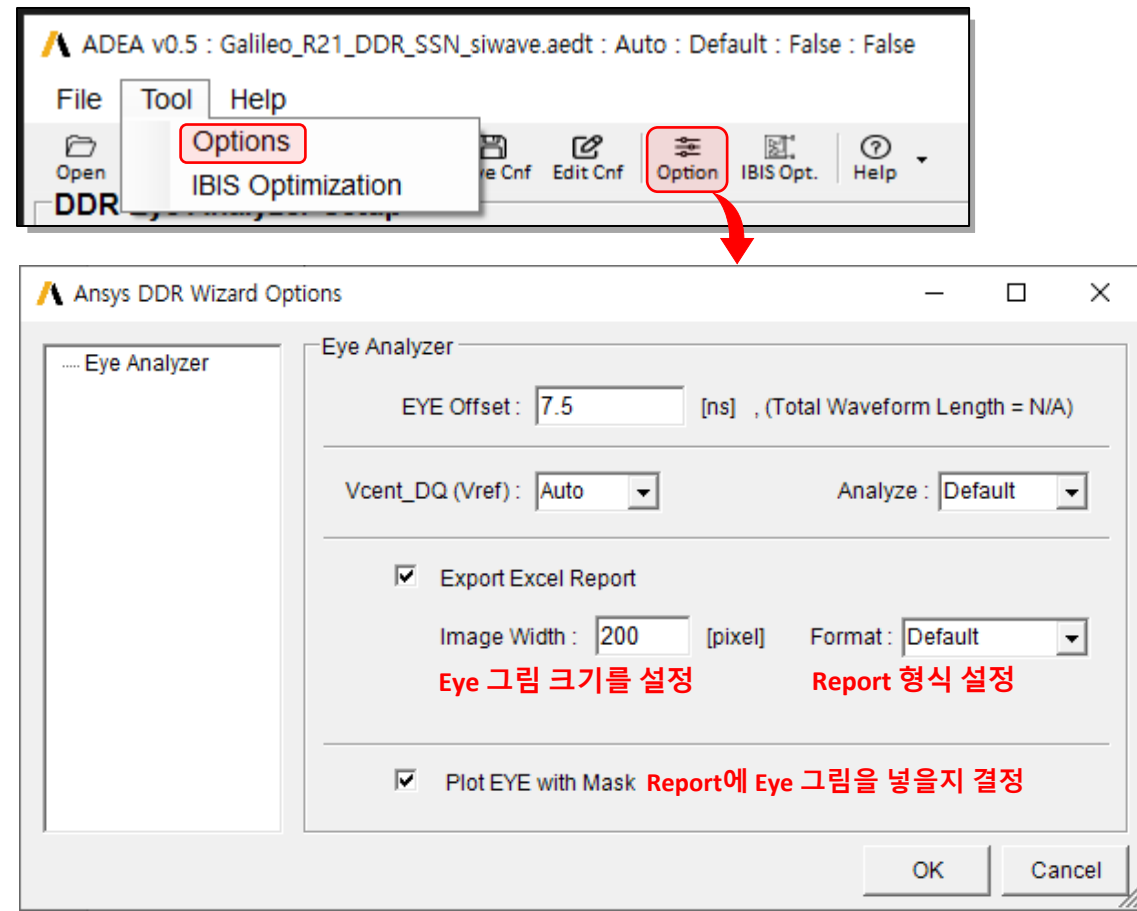 ADEA v0.5 : Galileo_R21_DDR_SSN_siwave.aedt : Auto : Default : False : False
File Tool Help
Options
IBIS Optimization
Open
Cnf Edit Cnf Option IBIS Opt. Help
DDR
Ansys DDR Wizard Options
Eye Analyzer
Eye Analyzer
EYE Offset : 7.5 [ns] , (Total Waveform Length = N/A)
Vcent_DQ (Vref) : Auto Analyze : Default
Export Excel Report
Image Width : 200 [pixel] Format : Default
Eye 그림 크기를 설정 Report 형식 설정
Plot EYE with Mask Report에 Eye 그림을 넣을지 결정
OK Cancel